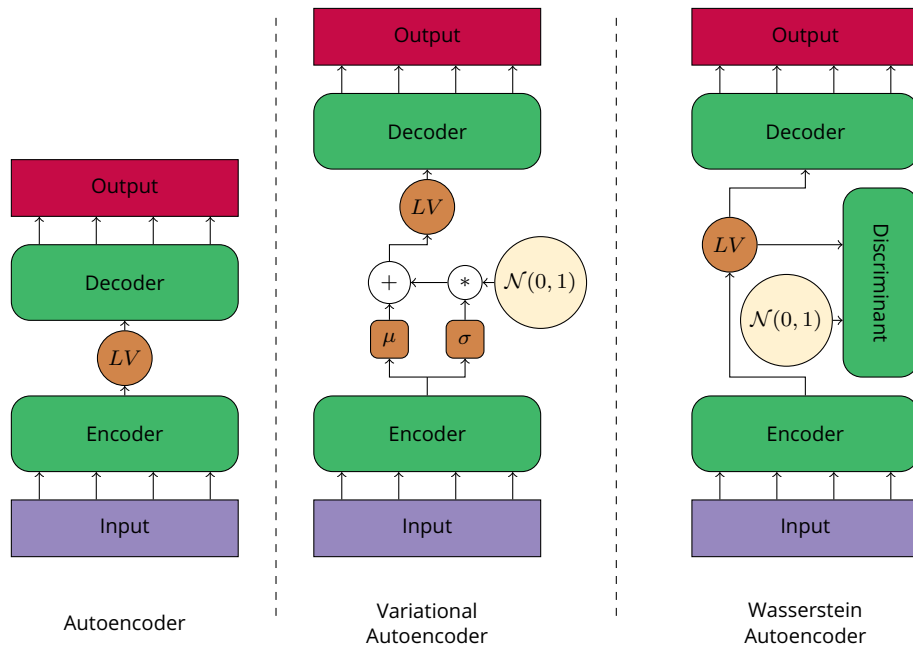 Output
Decoder
LV
Encoder
Input
Autoencoder
Output
Decoder
LV
+
*
𝒩(0, 1)
μ
σ
Encoder
Input
Variational
Autoencoder
Output
Decoder
LV
𝒩(0, 1)
Discriminant
Encoder
Input
Wasserstein
Autoencoder